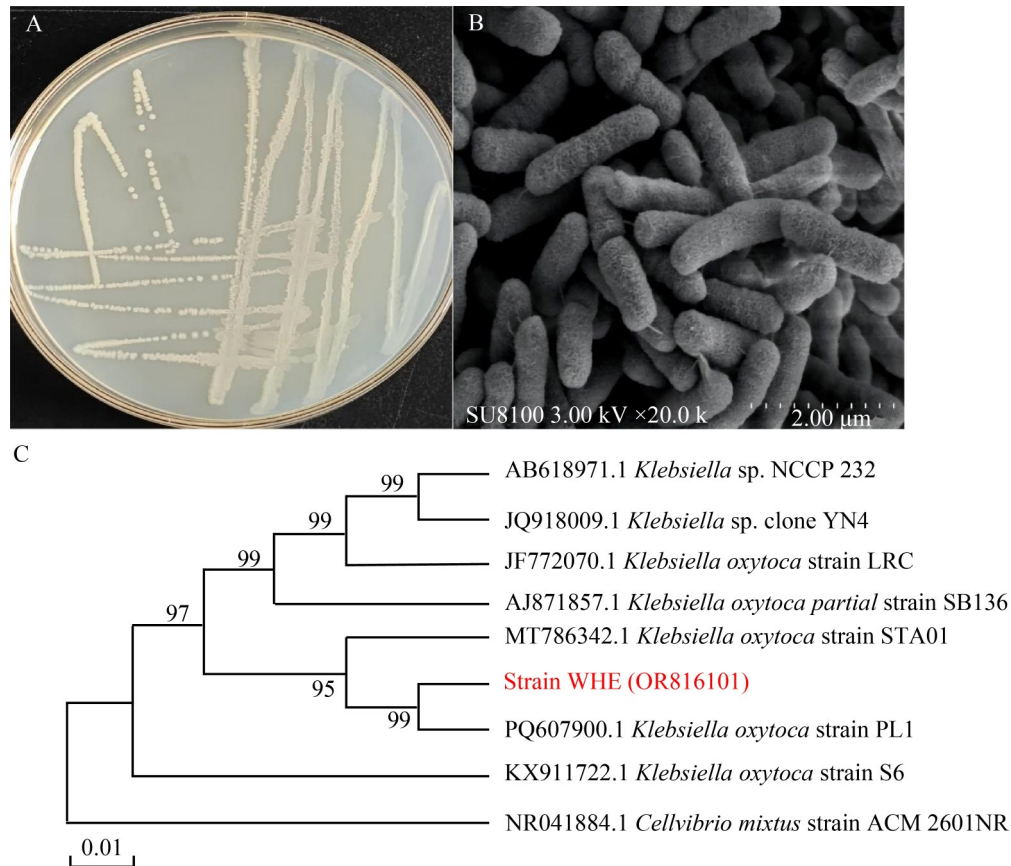 A
B
SU8100 3.00 kV ×20.0 k
2.00 μm
C
99
AB618971.1 Klebsiella sp. NCCP 232
99
JQ918009.1 Klebsiella sp. clone YN4
99
JF772070.1 Klebsiella oxytoca strain LRC
97
AJ871857.1 Klebsiella oxytoca partial strain SB136
MT786342.1 Klebsiella oxytoca strain STA01
95
Strain WHE (OR816101)
99
PQ607900.1 Klebsiella oxytoca strain PL1
KX911722.1 Klebsiella oxytoca strain S6
NR041884.1 Cellvibrio mixtus strain ACM 2601NR
0.01